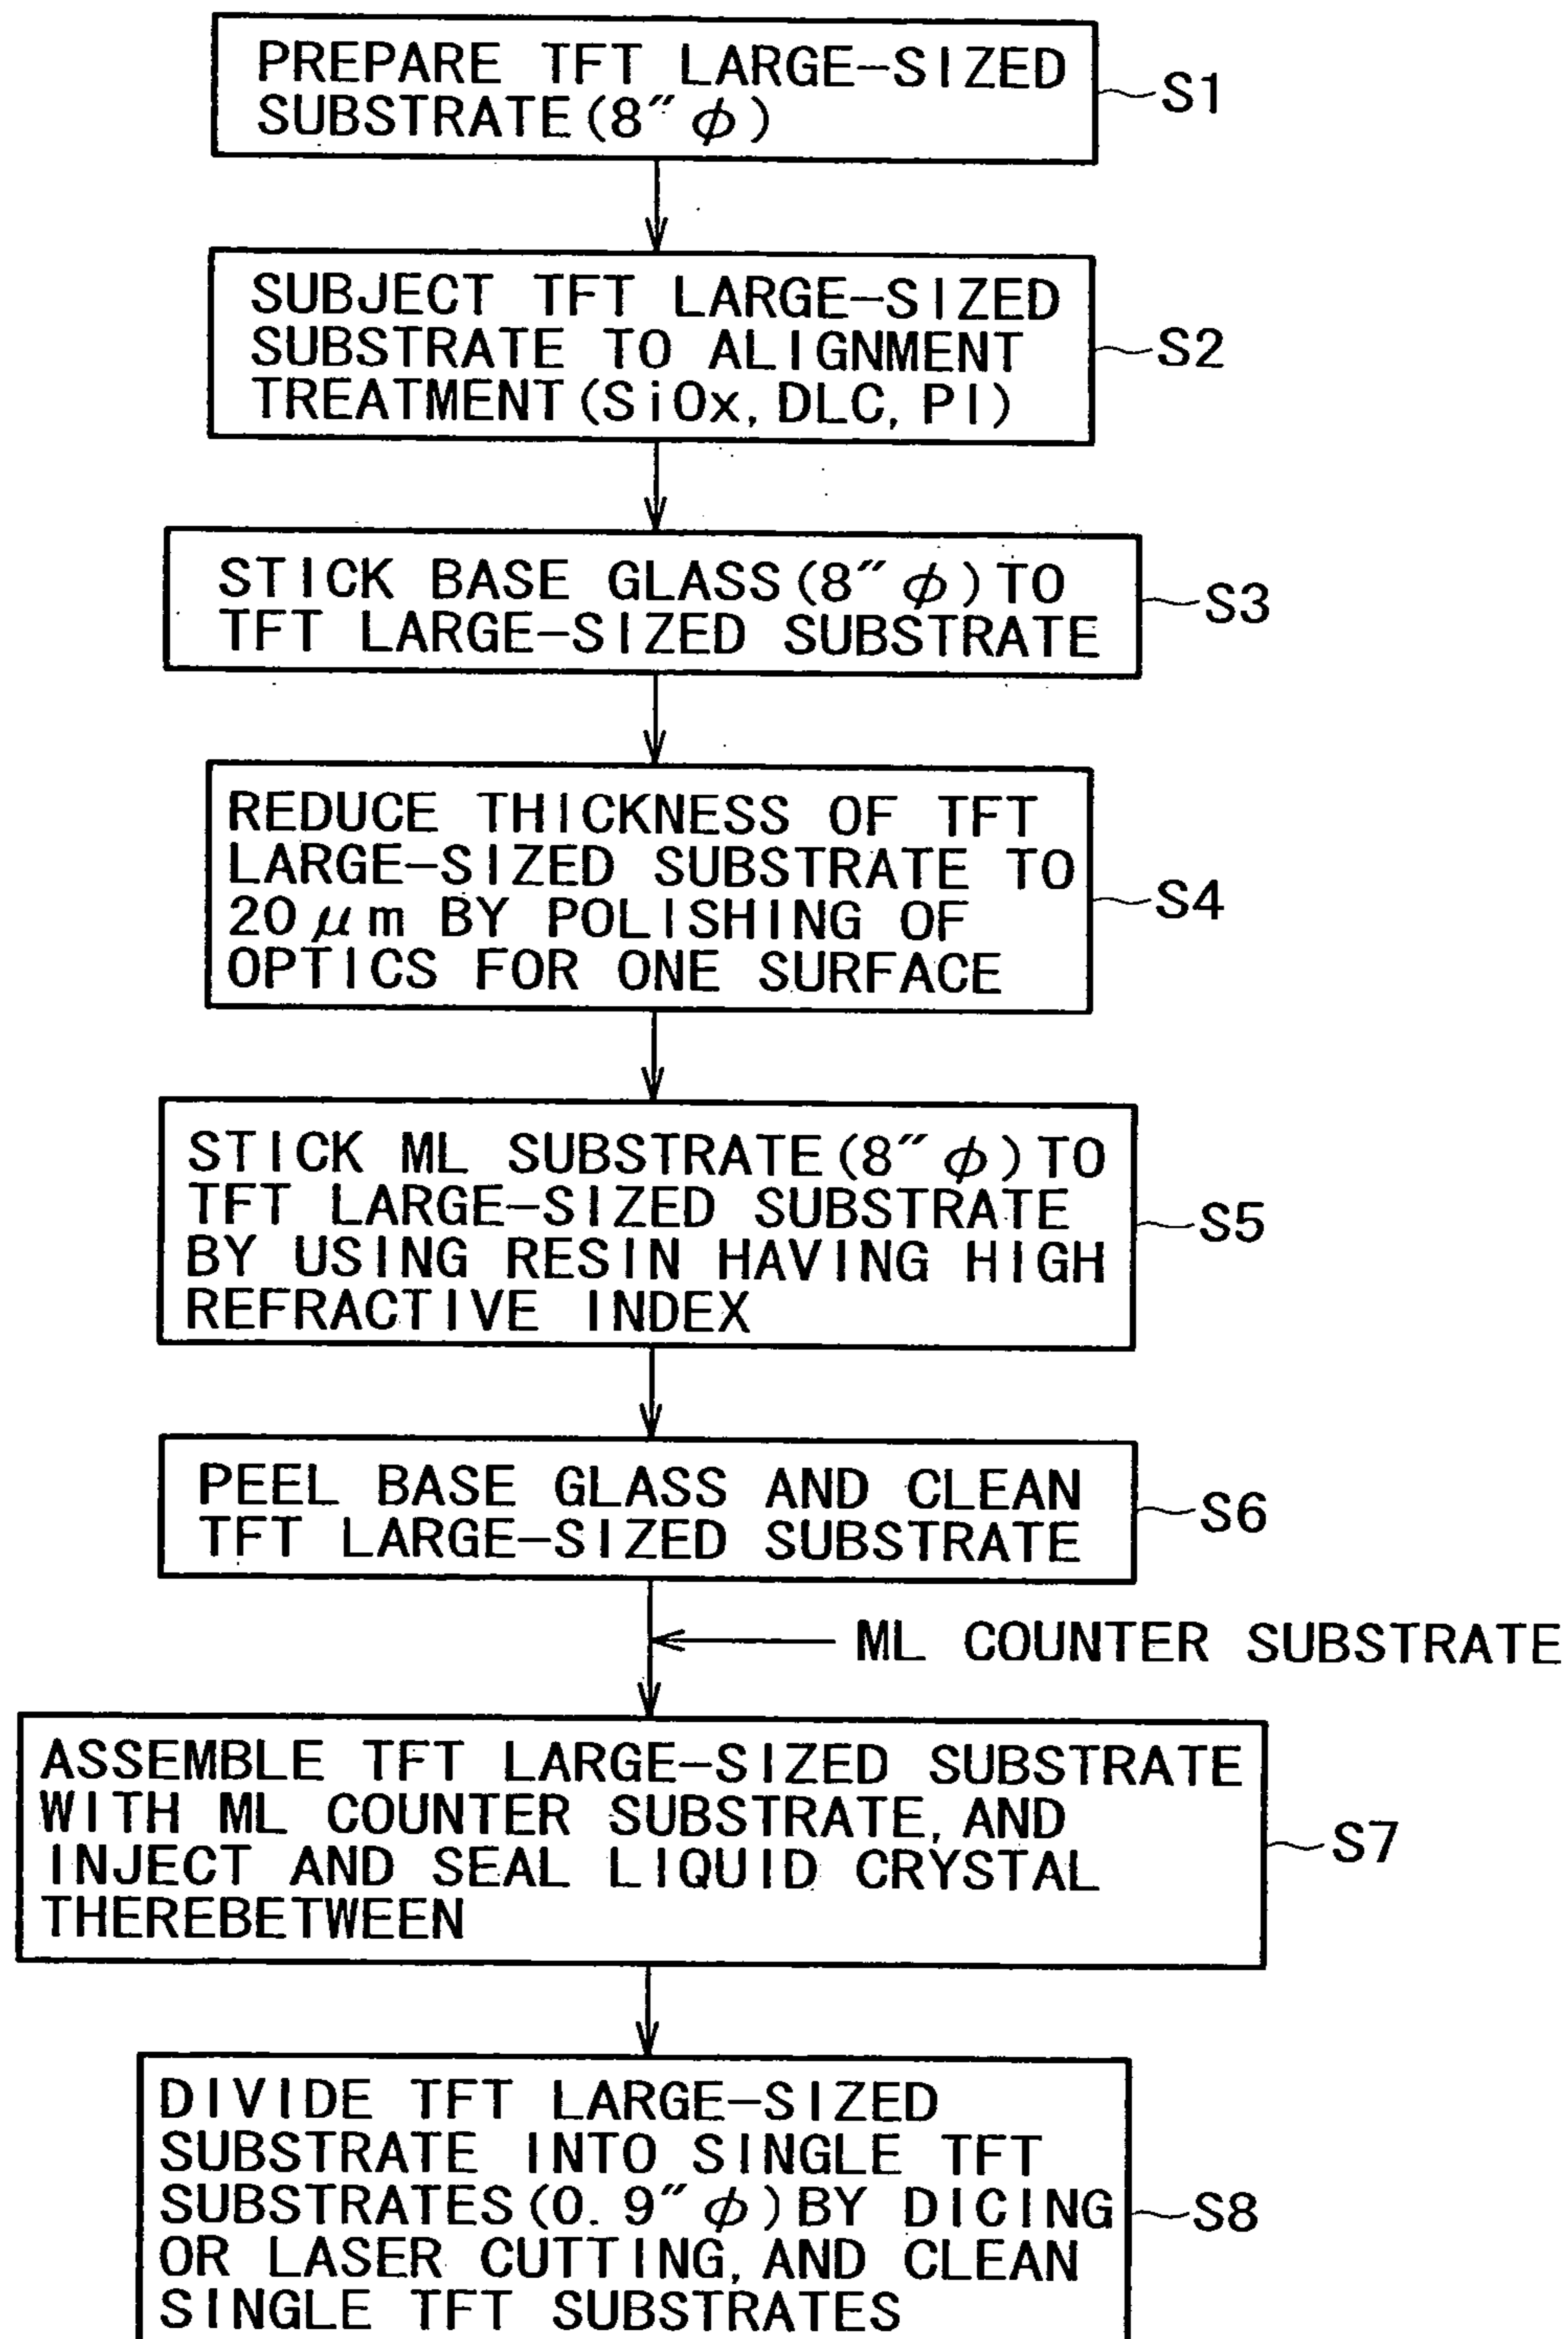 PREPARE TFT LARGE-SIZED
SUBSTRATE(8″φ)
S1
SUBJECT TFT LARGE-SIZED
SUBSTRATE TO ALIGNMENT
TREATMENT(SiOx, DLC, PI)
S2
STICK BASE GLASS(8″φ)TO
TFT LARGE-SIZED SUBSTRATE
S3
REDUCE THICKNESS OF TFT
LARGE-SIZED SUBSTRATE TO
20μm BY POLISHING OF
OPTICS FOR ONE SURFACE
S4
STICK ML SUBSTRATE(8″φ)TO
TFT LARGE-SIZED SUBSTRATE
BY USING RESIN HAVING HIGH
REFRACTIVE INDEX
S5
PEEL BASE GLASS AND CLEAN
TFT LARGE-SIZED SUBSTRATE
S6
ML COUNTER SUBSTRATE
ASSEMBLE TFT LARGE-SIZED SUBSTRATE
WITH ML COUNTER SUBSTRATE, AND
INJECT AND SEAL LIQUID CRYSTAL
THEREBETWEEN
S7
DIVIDE TFT LARGE-SIZED
SUBSTRATE INTO SINGLE TFT
SUBSTRATES(0.9″φ)BY DICING
OR LASER CUTTING, AND CLEAN
SINGLE TFT SUBSTRATES
S8